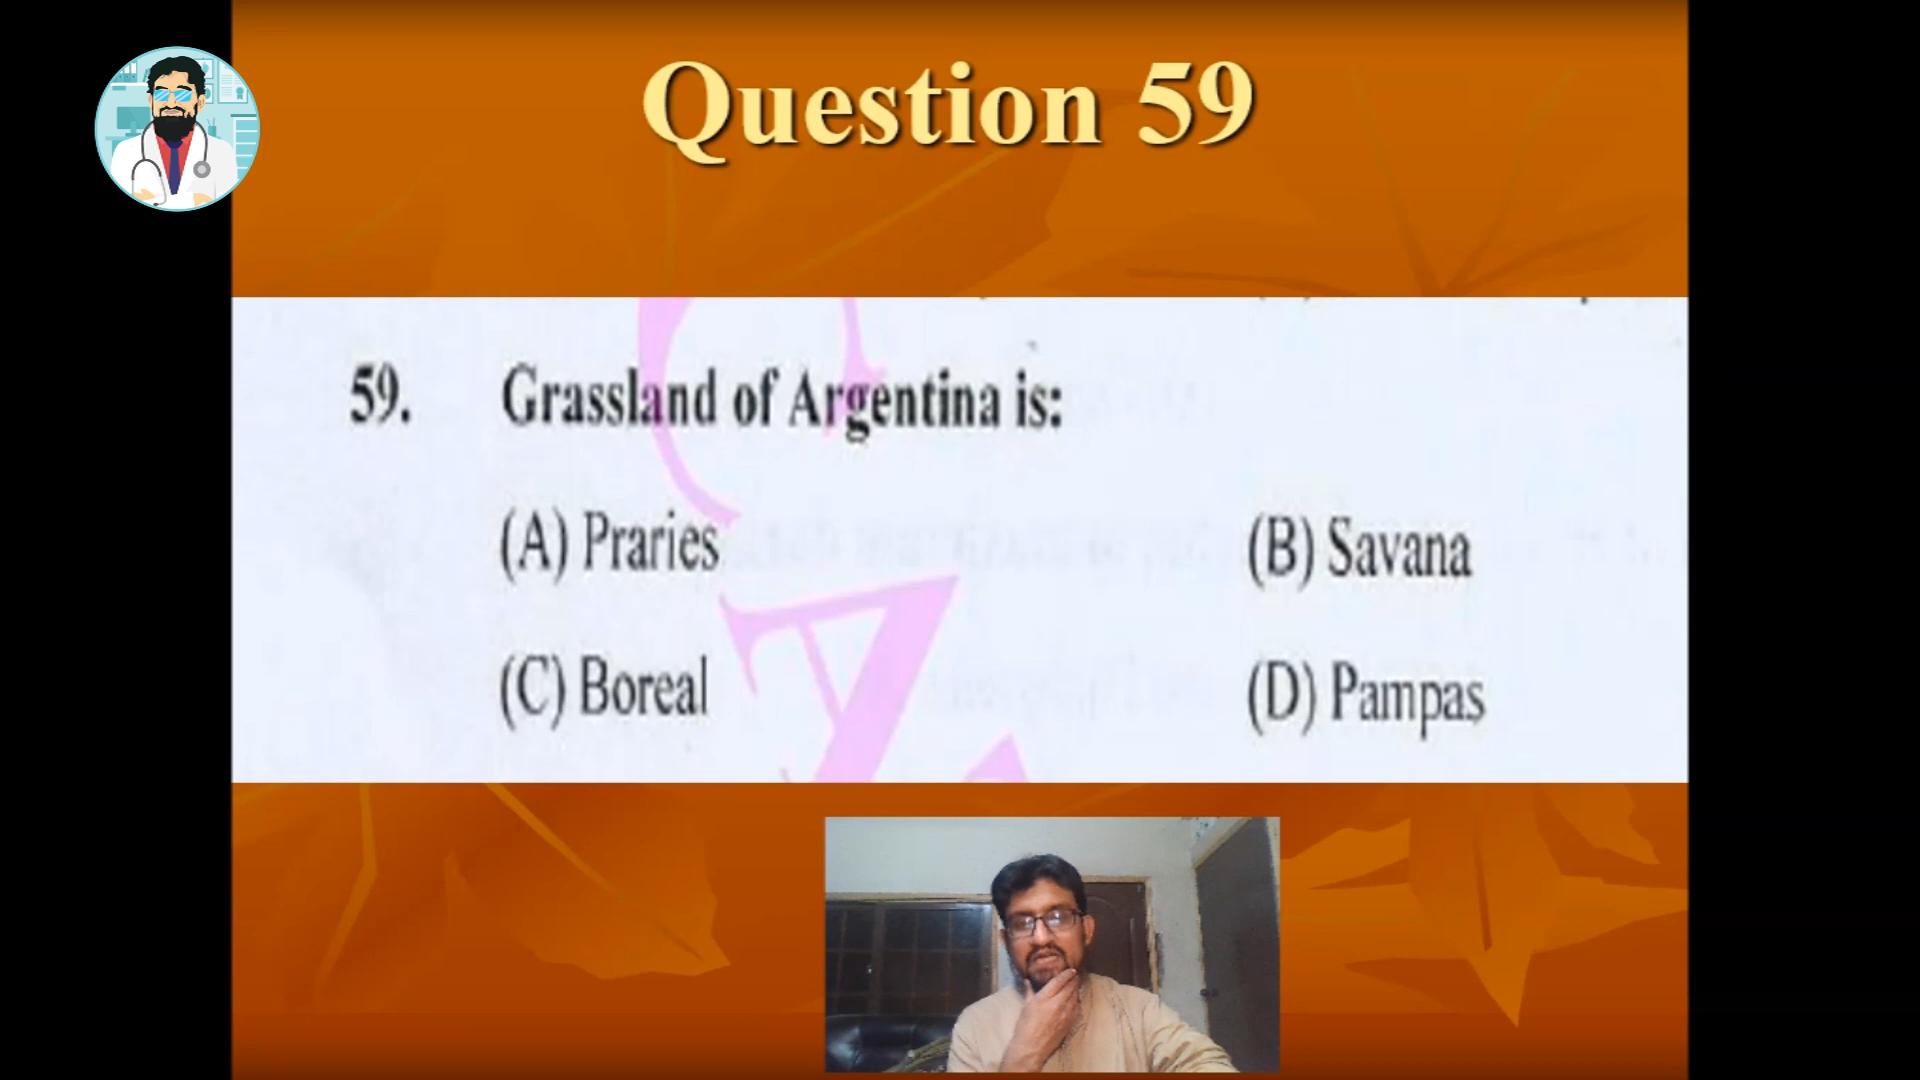 Question 59
59. Grassland of Argentina is:
(A) Praries (B) Savana
(C) Boreal (D) Pampas